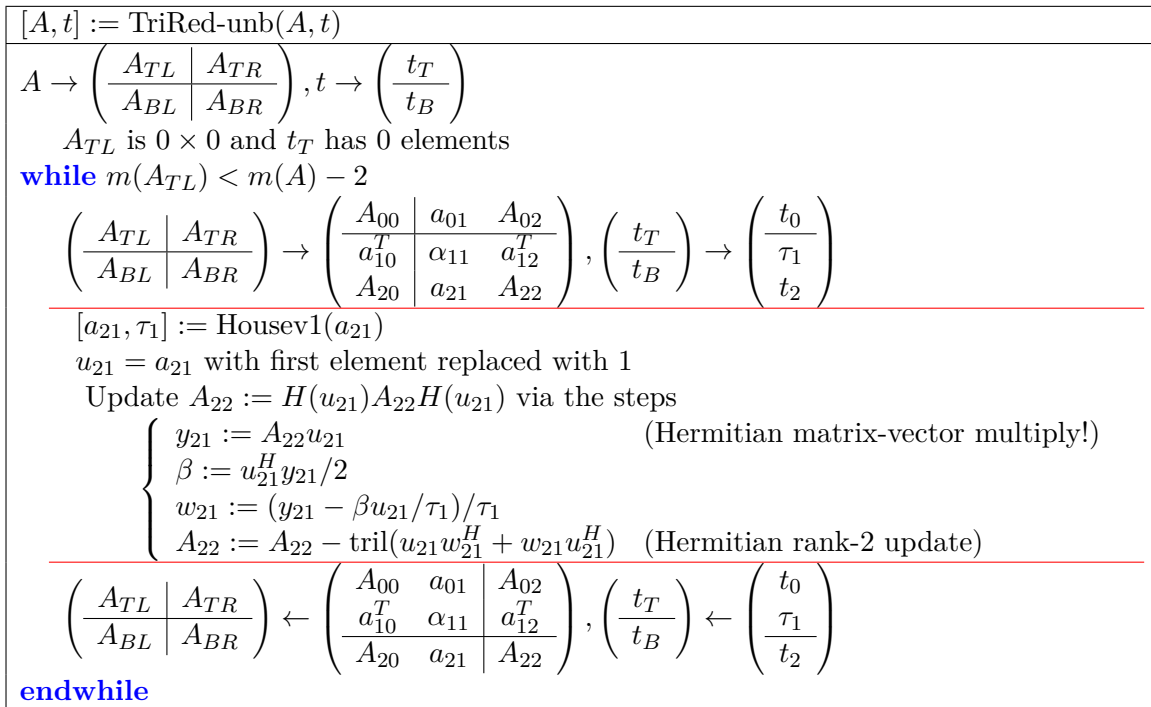 [A, t] := TriRed-unb(A, t)
A → ( A_TL | A_TR / A_BL | A_BR ), t → ( t_T / t_B )
A_TL is 0 × 0 and t_T has 0 elements
while m(A_TL) < m(A) − 2
( A_TL | A_TR / A_BL | A_BR ) → ( A_00 | a_01 A_02 / a_10^T | α_11 a_12^T / A_20 | a_21 A_22 ), ( t_T / t_B ) → ( t_0 / τ_1 / t_2 )
[a_21, τ_1] := Housev1(a_21)
u_21 = a_21 with first element replaced with 1
Update A_22 := H(u_21)A_22H(u_21) via the steps
y_21 := A_22u_21 (Hermitian matrix-vector multiply!)
β := u_21^H y_21/2
w_21 := (y_21 − βu_21/τ_1)/τ_1
A_22 := A_22 − tril(u_21w_21^H + w_21u_21^H) (Hermitian rank-2 update)
( A_TL | A_TR / A_BL | A_BR ) ← ( A_00 a_01 | A_02 / a_10^T α_11 | a_12^T / A_20 a_21 | A_22 ), ( t_T / t_B ) ← ( t_0 / τ_1 / t_2 )
endwhile